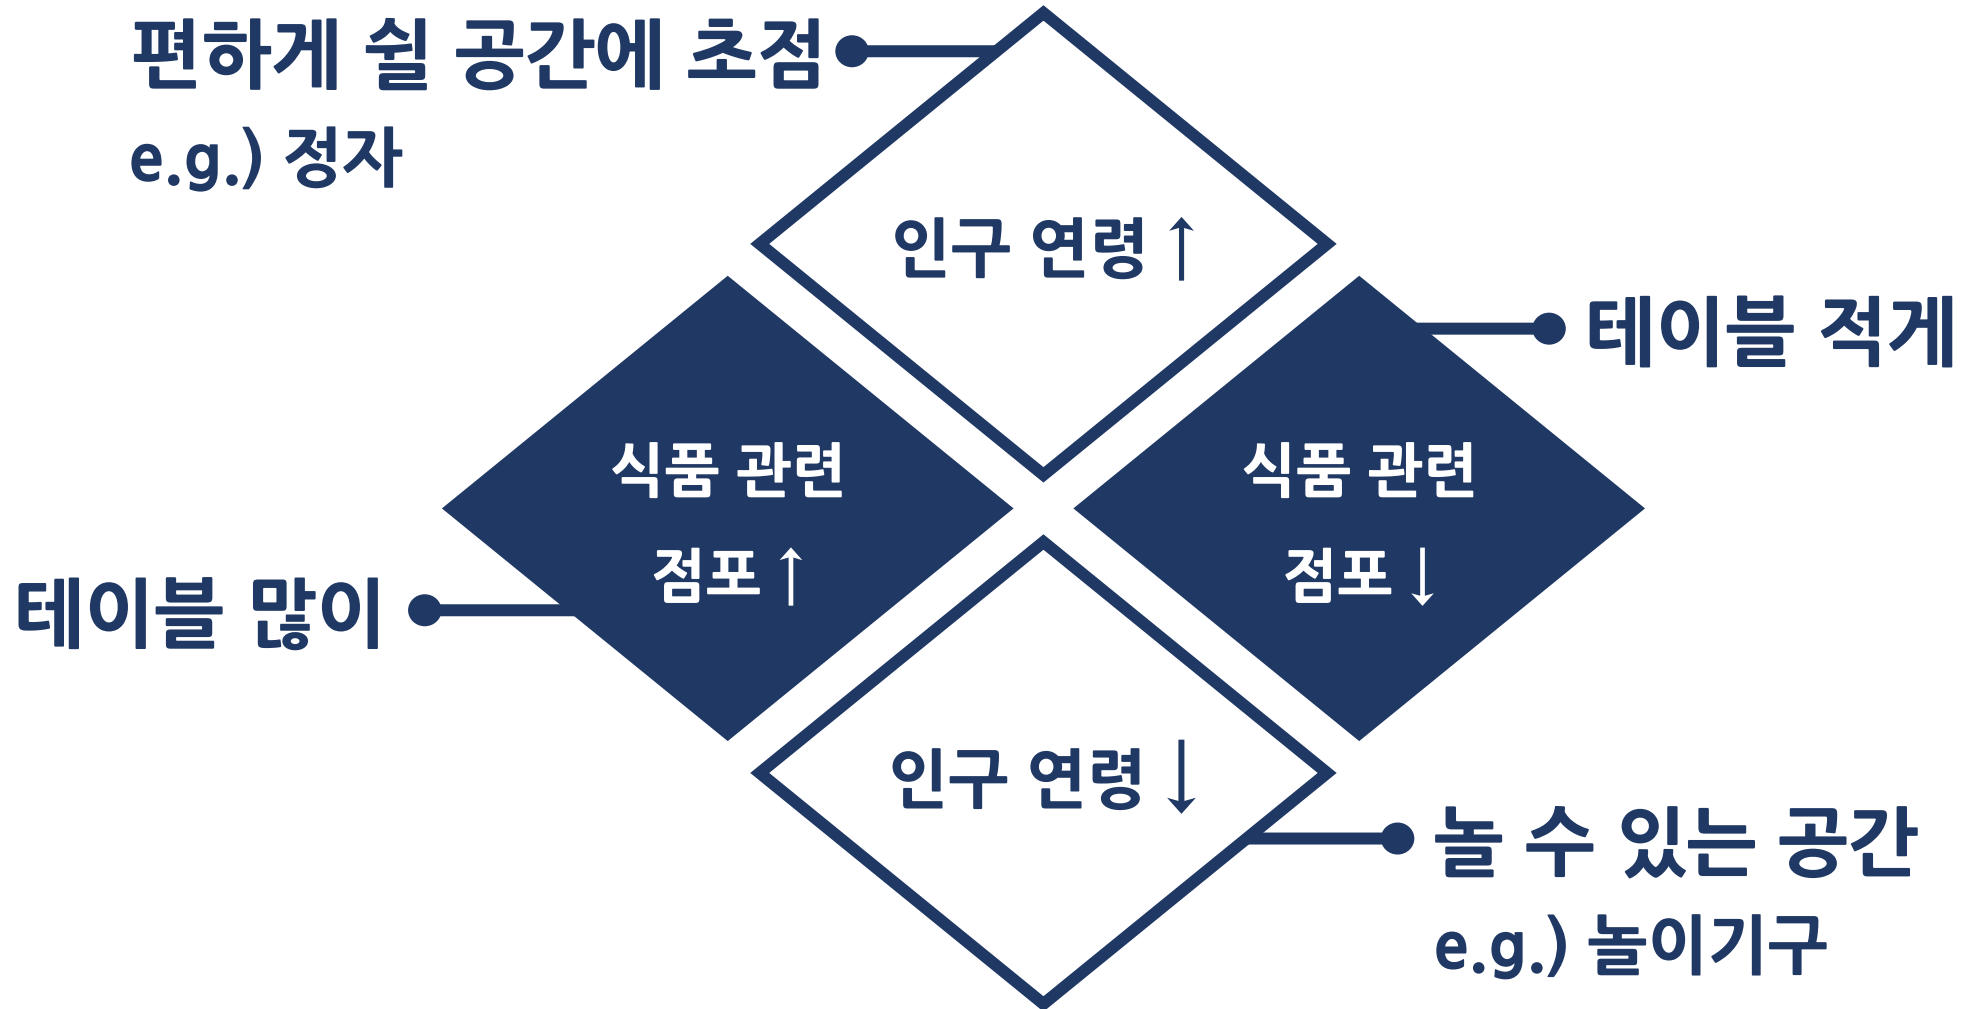 편하게 쉴 공간에 초점
e.g.) 정자
인구 연령 ↑
테이블 적게
식품 관련
점포 ↑
식품 관련
점포 ↓
테이블 많이
인구 연령 ↓
놀 수 있는 공간
e.g.) 놀이기구